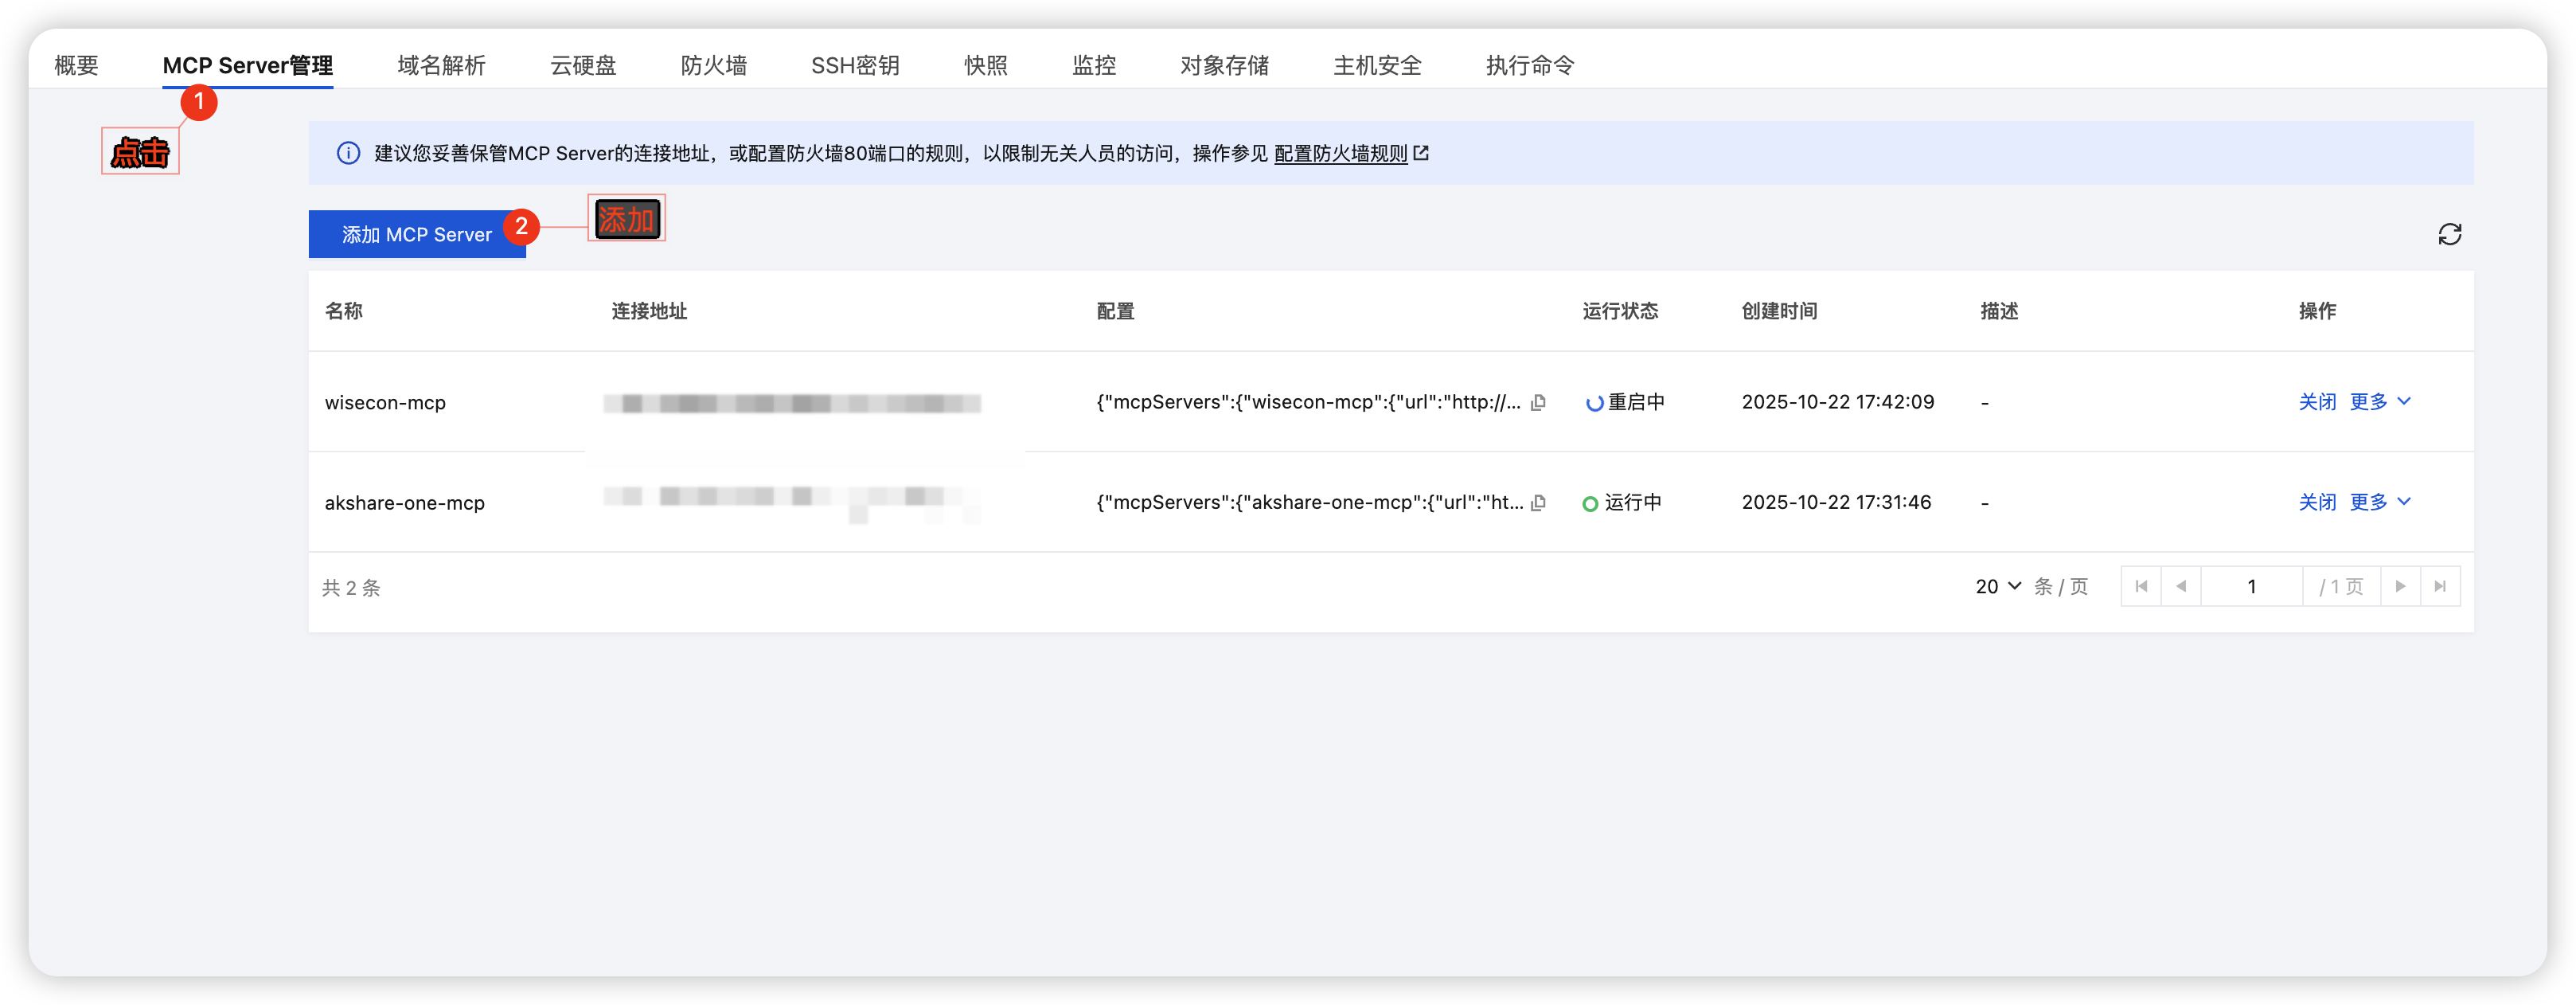 概要 MCP Server管理 域名解析 云硬盘 防火墙 SSH密钥 快照 监控 对象存储 主机安全 执行命令
1
点击
建议您妥善保管MCP Server的连接地址，或配置防火墙80端口的规则，以限制无关人员的访问，操作参见 配置防火墙规则
添加 MCP Server 2 添加
名称 连接地址 配置 运行状态 创建时间 描述 操作
wisecon-mcp {"mcpServers":{"wisecon-mcp":{"url":"http://... 重启中 2025-10-22 17:42:09 - 关闭 更多
akshare-one-mcp {"mcpServers":{"akshare-one-mcp":{"url":"ht... 运行中 2025-10-22 17:31:46 - 关闭 更多
共 2 条 20 条 / 页 1 / 1 页